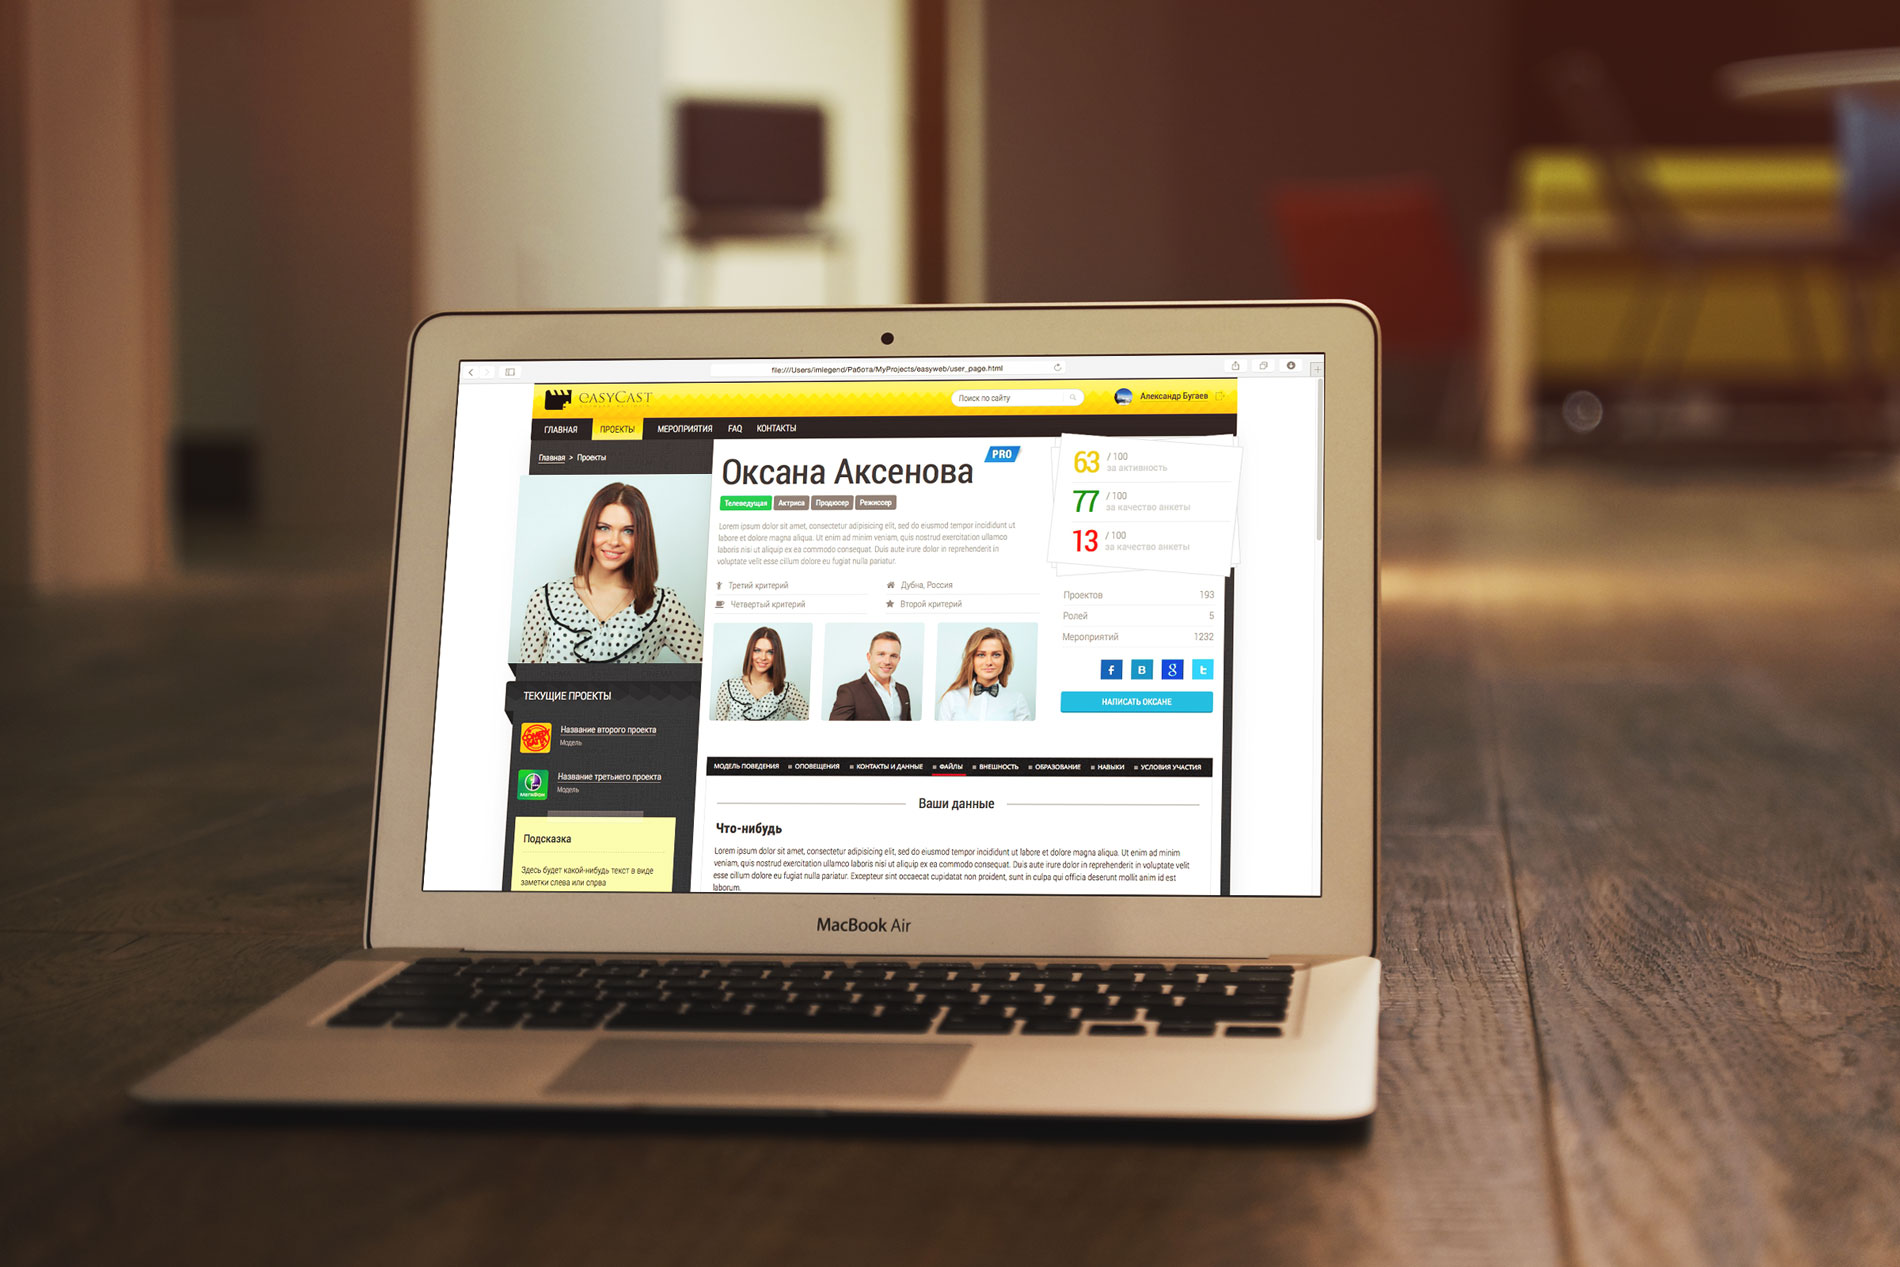 file:///Users/imlegend/Работа/MyProjects/easyweb/user_page.html
easyCast
Поиск по сайту
Александр Бугаев
ГЛАВНАЯ ПРОЕКТЫ МЕРОПРИЯТИЯ FAQ КОНТАКТЫ
Главная > Проекты
Оксана Аксенова PRO
Телеведущая Актриса Продюсер Режиссер
Lorem ipsum dolor sit amet, consectetur adipisicing elit, sed do eiusmod tempor incididunt ut
labore et dolore magna aliqua. Ut enim ad minim veniam, quis nostrud exercitation ullamco
laboris nisi ut aliquip ex ea commodo consequat. Duis aute irure dolor in reprehenderit in
voluptate velit esse cillum dolore eu fugiat nulla pariatur.
Третий критерий
Дубна, Россия
Четвертый критерий
Второй критерий
63 / 100
за активность
77 / 100
за качество анкеты
13 / 100
за качество анкеты
Проектов 193
Ролей 5
Мероприятий 1232
НАПИСАТЬ ОКСАНЕ
ТЕКУЩИЕ ПРОЕКТЫ
Название второго проекта
Модель
Название третьиего проекта
Модель
МЕГАФОН
Подсказка
Здесь будет какой-нибудь текст в виде
заметки слева или спрва
МОДЕЛЬ ПОВЕДЕНИЯ ОПОВЕЩЕНИЯ КОНТАКТЫ И ДАННЫЕ ФАЙЛЫ ВНЕШНОСТЬ ОБРАЗОВАНИЕ НАВЫКИ УСЛОВИЯ УЧАСТИЯ
Ваши данные
Что-нибудь
Lorem ipsum dolor sit amet, consectetur adipisicing elit, sed do eiusmod tempor incididunt ut labore et dolore magna aliqua. Ut enim ad minim
veniam, quis nostrud exercitation ullamco laboris nisi ut aliquip ex ea commodo consequat. Duis aute irure dolor in reprehenderit in voluptate velit
esse cillum dolore eu fugiat nulla pariatur. Excepteur sint occaecat cupidatat non proident, sunt in culpa qui officia deserunt mollit anim id est
laborum.
MacBook Air